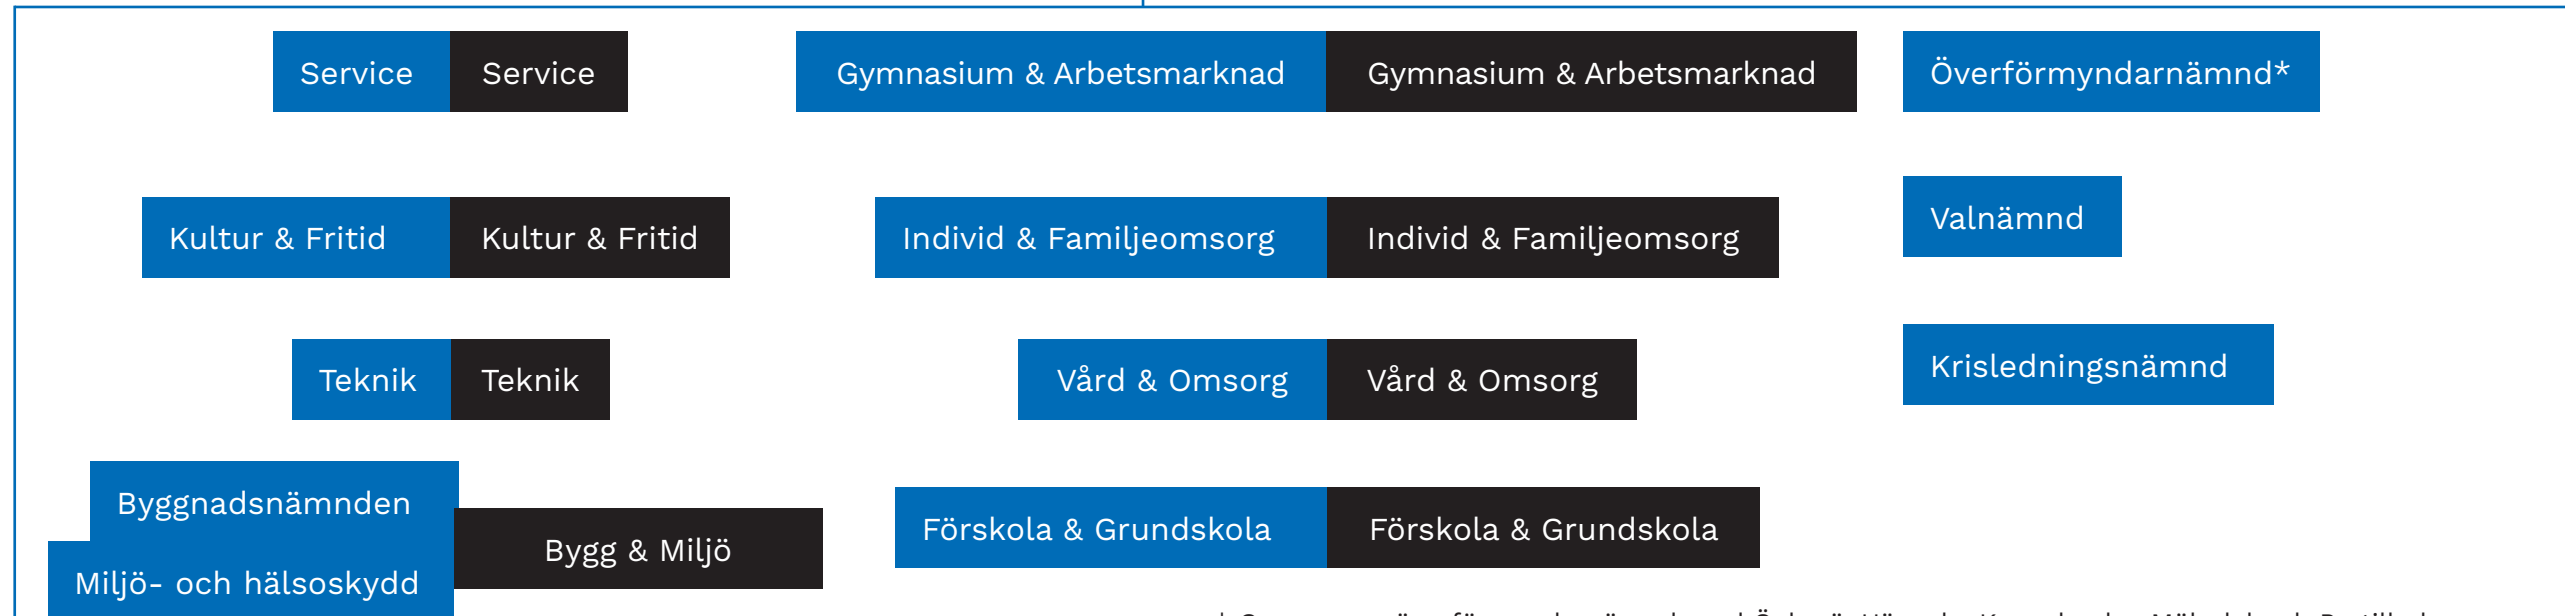 Service Service
Gymnasium & Arbetsmarknad Gymnasium & Arbetsmarknad
Överförmyndarnämnd*
Kultur & Fritid Kultur & Fritid
Individ & Familjeomsorg Individ & Familjeomsorg
Valnämnd
Teknik Teknik
Vård & Omsorg Vård & Omsorg
Krisledningsnämnd
Byggnadsnämnden
Miljö- och hälsoskydd
Bygg & Miljö
Förskola & Grundskola Förskola & Grundskola